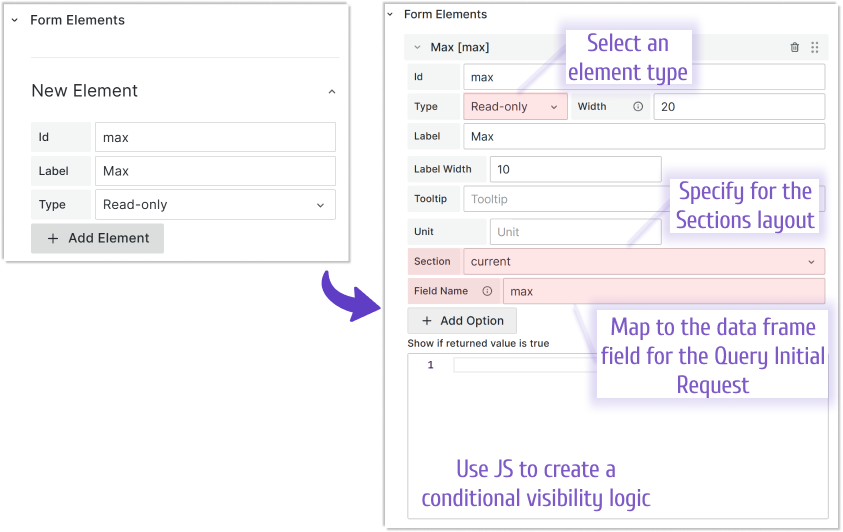 Form Elements
New Element
Id max
Label Max
Type Read-only
+ Add Element
Form Elements
Max [max]
Select an
element type
Id max
Type Read-only Width 20
Label Max
Label Width 10
Tooltip Tooltip
Specify for the
Sections layout
Unit Unit
Section current
Field Name max
+ Add Option
Map to the data frame
field for the Query Initial
Request
Show if returned value is true
1
Use JS to create a
conditional visibility logic